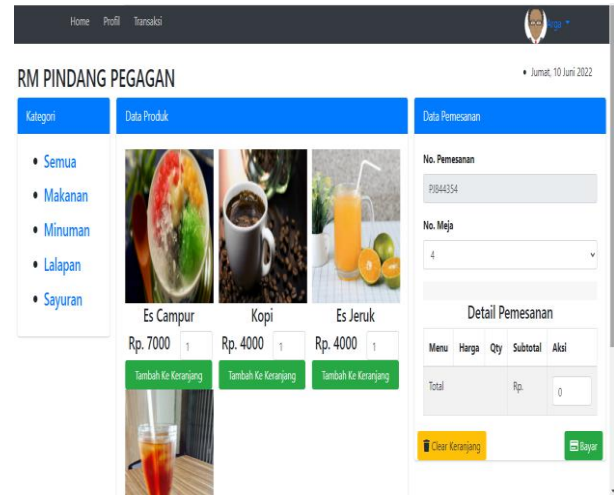 Home Profil Transaksi
Arga
RM PINDANG PEGAGAN
Jumat, 10 Juni 2022
Kategori
Semua
Makanan
Minuman
Lalapan
Sayuran
Data Produk
Es Campur
Rp. 7000 1
Tambah Ke Keranjang
Kopi
Rp. 4000 1
Tambah Ke Keranjang
Es Jeruk
Rp. 4000 1
Tambah Ke Keranjang
Data Pemesanan
No. Pemesanan
PJ844354
No. Meja
4
Detail Pemesanan
Menu Harga Qty Subtotal Aksi
Total Rp. 0
Clear Keranjang Bayar